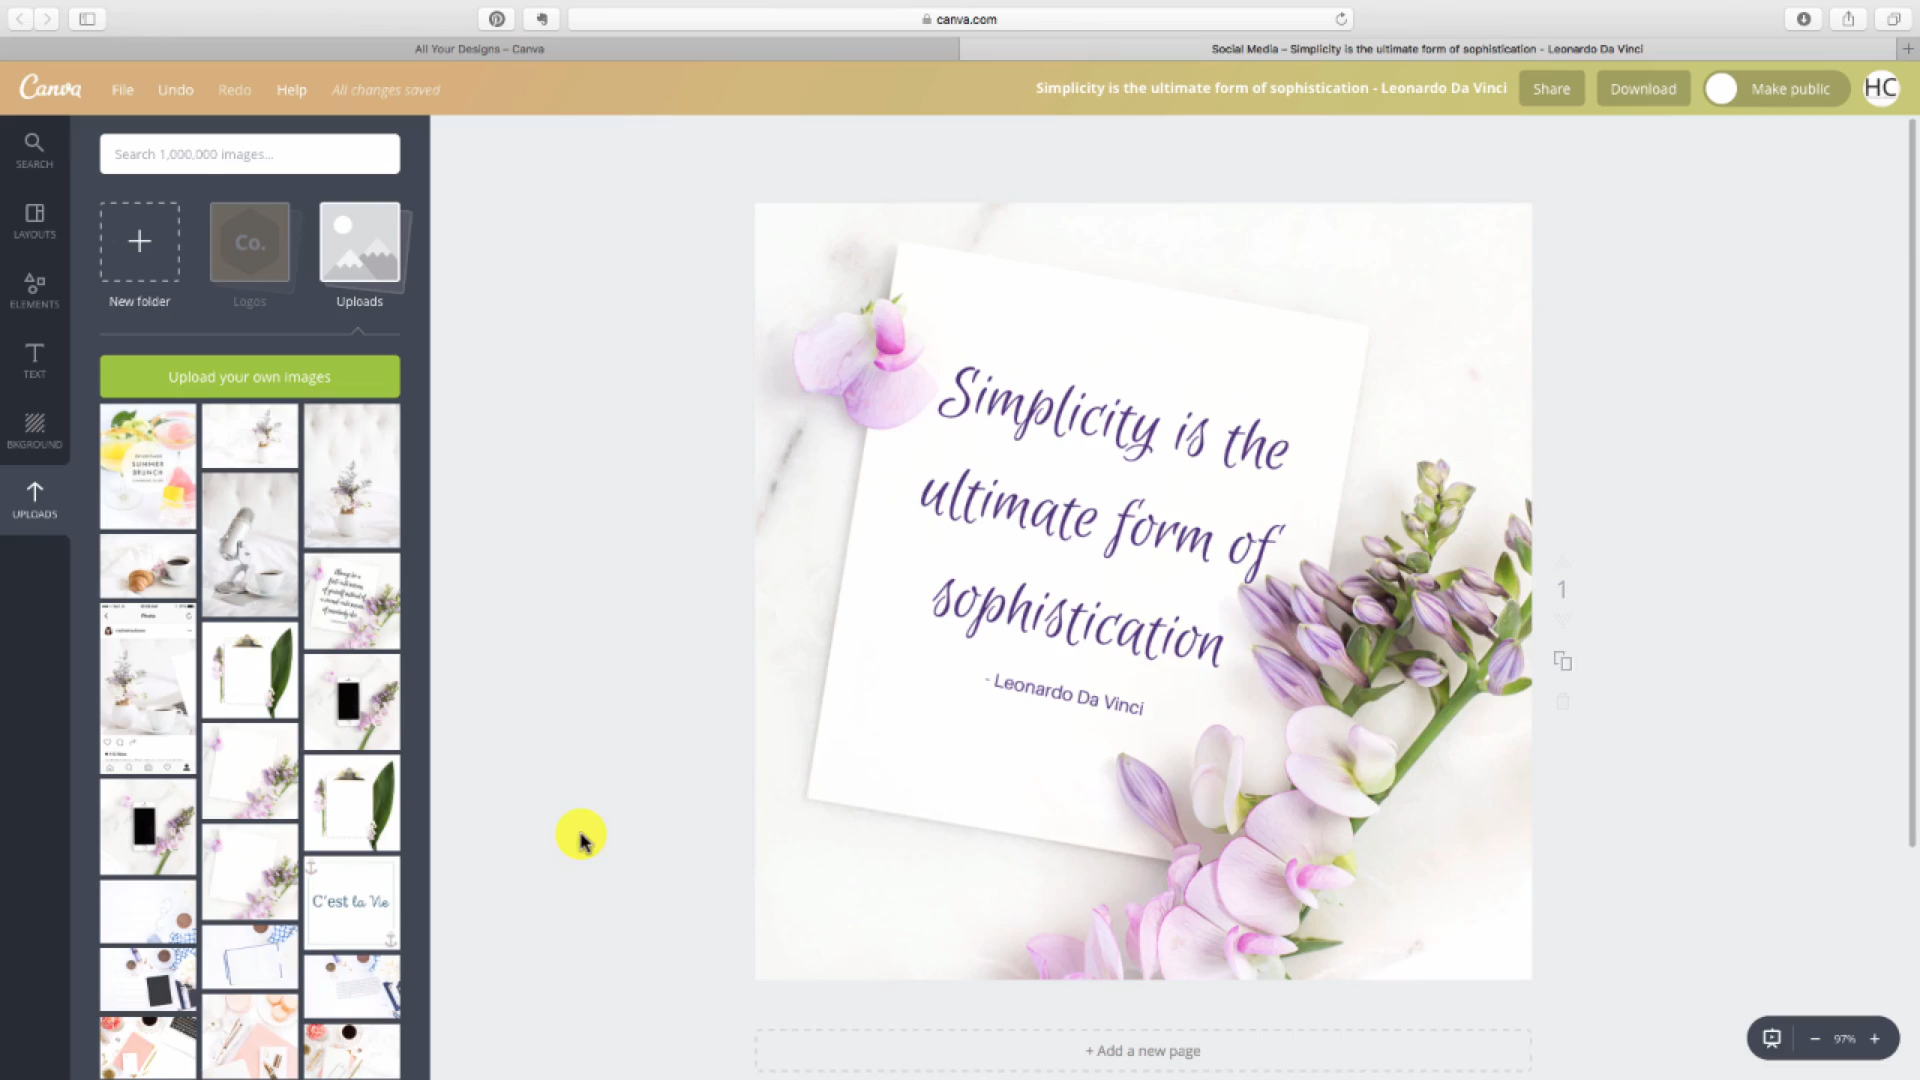 canva.com
All Your Designs – Canva
Social Media – Simplicity is the ultimate form of sophistication - Leonardo Da Vinci
Canva
File
Undo
Redo
Help
All changes saved
Simplicity is the ultimate form of sophistication - Leonardo Da Vinci
Share
Download
Make public
HC
SEARCH
LAYOUTS
ELEMENTS
TEXT
BKGROUND
UPLOADS
Search 1,000,000 images...
Co.
New folder
Logos
Uploads
Upload your own images
SUMMER
BRUNCH
Photo
C'est la Vie
Simplicity is the
ultimate form of
sophistication
- Leonardo Da Vinci
1
+ Add a new page
97%